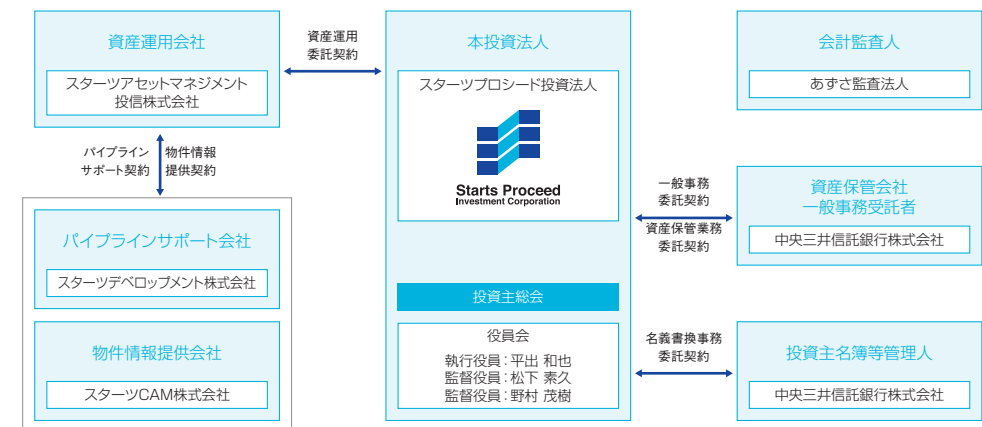 資産運用会社
スターツアセットマネジメント
投信株式会社
資産運用
委託契約
パイプライン
サポート契約
物件情報
提供契約
パイプラインサポート会社
スターツデベロップメント株式会社
物件情報提供会社
スターツCAM株式会社
本投資法人
スターツプロシード投資法人
Starts Proceed
Investment Corporation
投資主総会
役員会
執行役員：平出 和也
監督役員：松下 素久
監督役員：野村 茂樹
会計監査人
あずさ監査法人
一般事務
委託契約
資産保管業務
委託契約
資産保管会社
一般事務受託者
中央三井信託銀行株式会社
名義書換事務
委託契約
投資主名簿等管理人
中央三井信託銀行株式会社